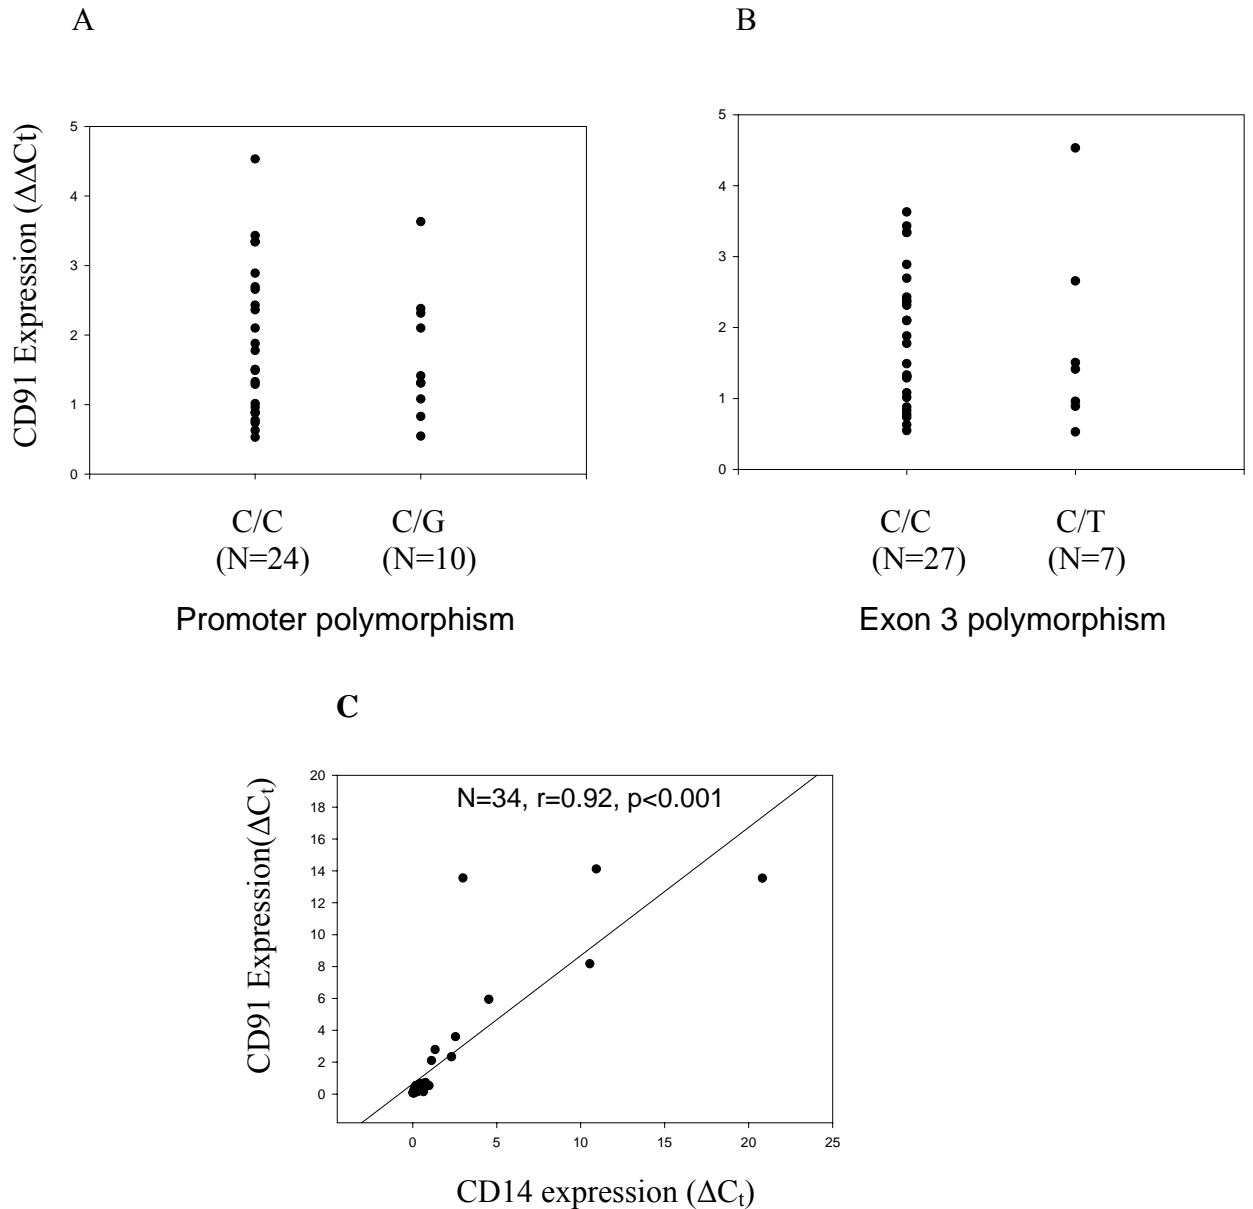 A
B
CD91 Expression (ΔΔCt)
5
4
3
2
1
0
C/C
C/G
(N=24)
(N=10)
Promoter polymorphism
5
4
3
2
1
0
C/C
C/T
(N=27)
(N=7)
Exon 3 polymorphism
C
CD91 Expression(ΔCt)
20
18
16
14
12
10
8
6
4
2
0
N=34, r=0.92, p<0.001
0 5 10 15 20 25
CD14 expression (ΔCt)